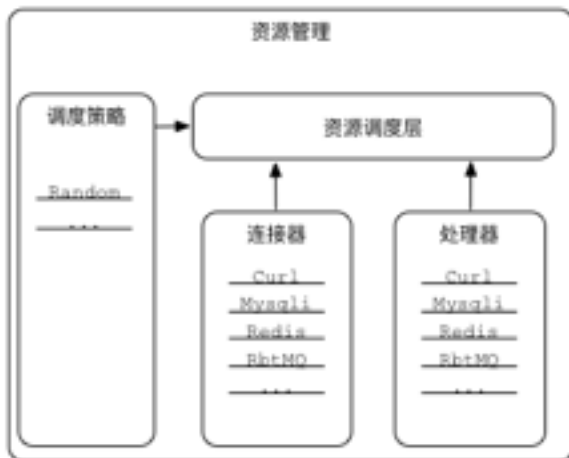 资源管理
调度策略
Random
...
资源调度层
连接器
Curl
Mysqli
Redis
RbtMQ
...
处理器
Curl
Mysqli
Redis
RbtMQ
...